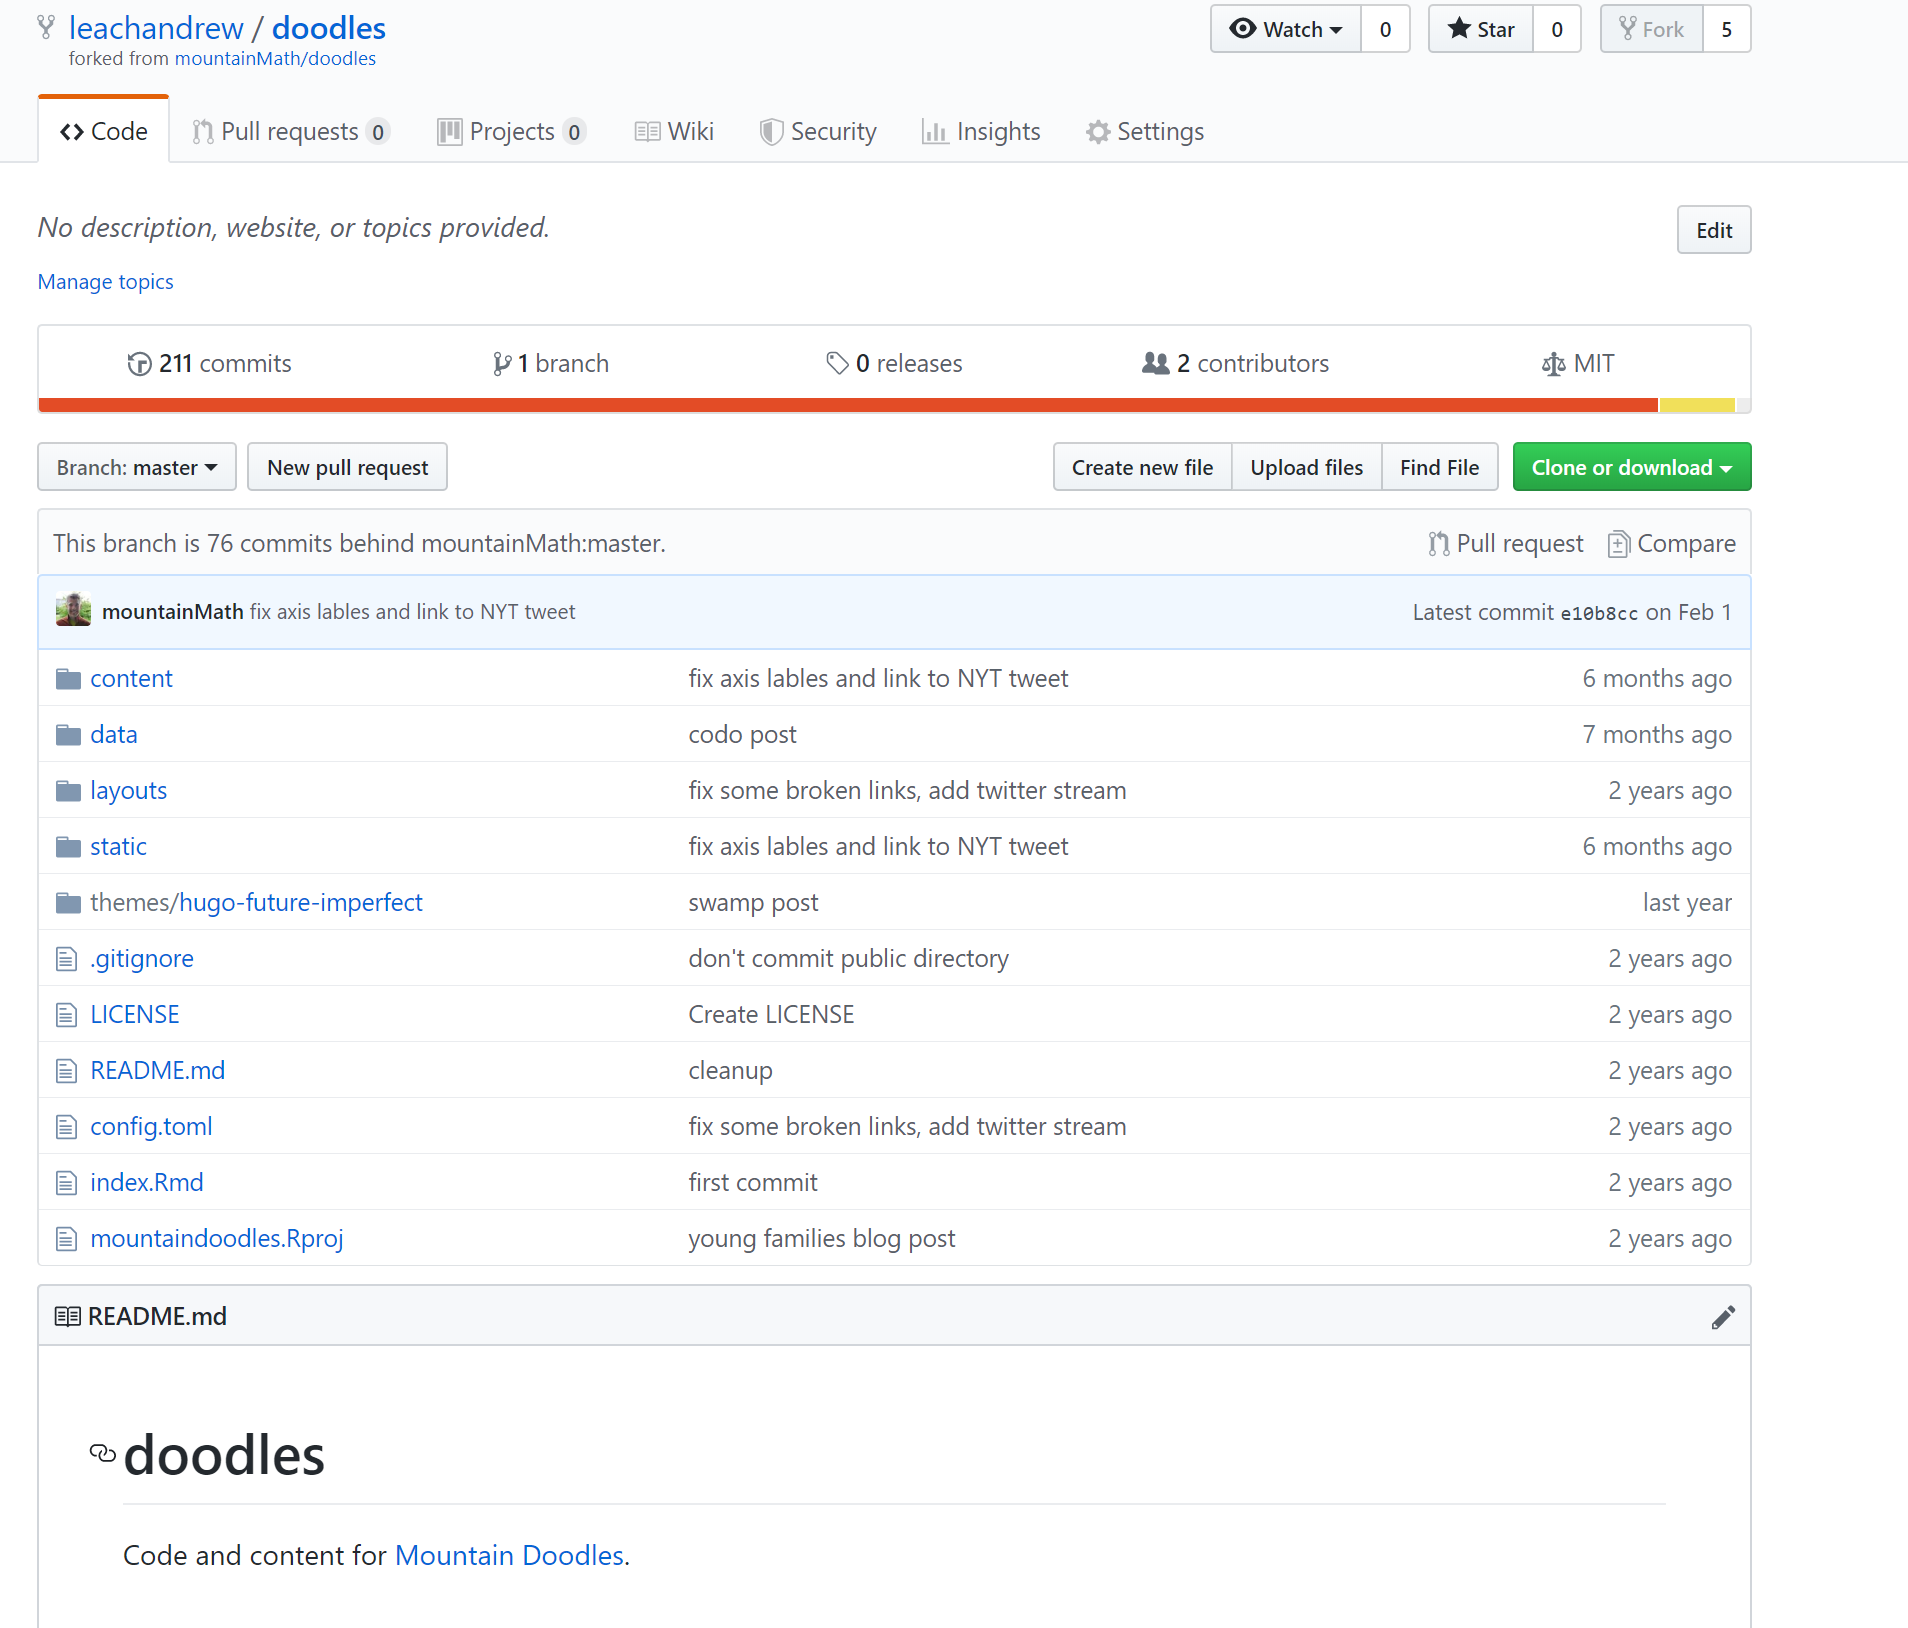 leachandrew / doodles
forked from mountainMath/doodles
Watch 0 Star 0 Fork 5
Code Pull requests 0 Projects 0 Wiki Security Insights Settings
No description, website, or topics provided.
Edit
Manage topics
211 commits 1 branch 0 releases 2 contributors MIT
Branch: master New pull request Create new file Upload files Find File Clone or download
This branch is 76 commits behind mountainMath:master. Pull request Compare
mountainMath fix axis lables and link to NYT tweet Latest commit e10b8cc on Feb 1
content fix axis lables and link to NYT tweet 6 months ago
data codo post 7 months ago
layouts fix some broken links, add twitter stream 2 years ago
static fix axis lables and link to NYT tweet 6 months ago
themes/hugo-future-imperfect swamp post last year
.gitignore don't commit public directory 2 years ago
LICENSE Create LICENSE 2 years ago
README.md cleanup 2 years ago
config.toml fix some broken links, add twitter stream 2 years ago
index.Rmd first commit 2 years ago
mountaindoodles.Rproj young families blog post 2 years ago
README.md
doodles
Code and content for Mountain Doodles.